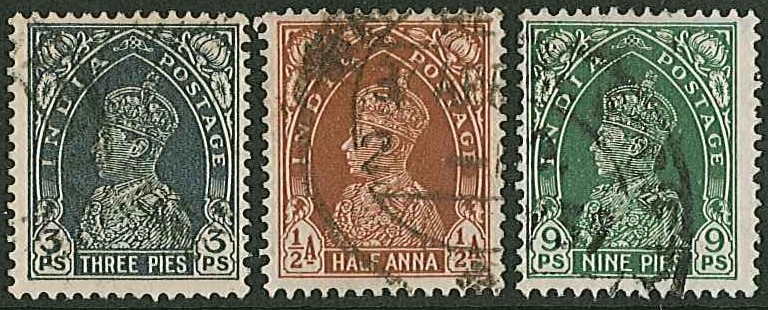 INDIA POSTAGE
3 PS THREE PIES 3 PS
INDIA POSTAGE
½A HALF ANNA ½A
INDIA POSTAGE
9 PS NINE PIES 9 PS